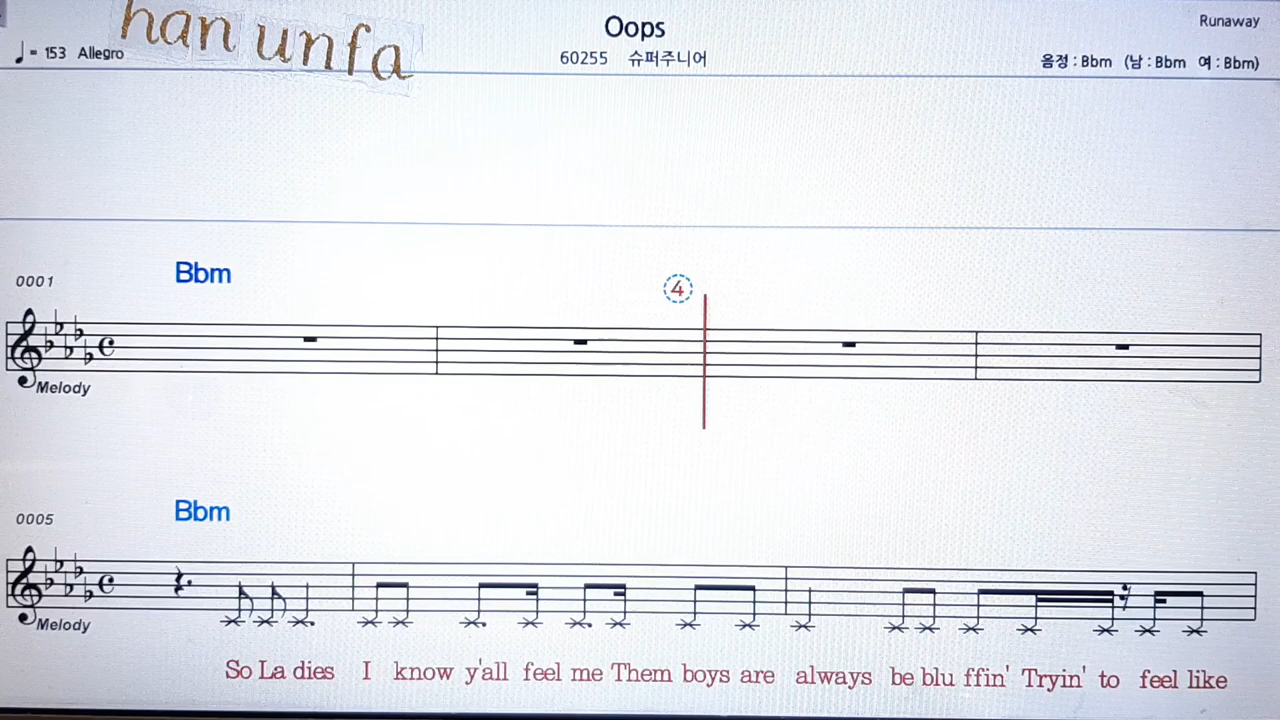 han unfa
Oops
Runaway
♩= 153 Allegro
60255 슈퍼주니어
음정 : Bbm (남 : Bbm 여 : Bbm)
0001
Bbm
4
Melody
0005
Bbm
Melody
So La dies I know y'all feel me Them boys are always be blu ffin' Tryin' to feel like